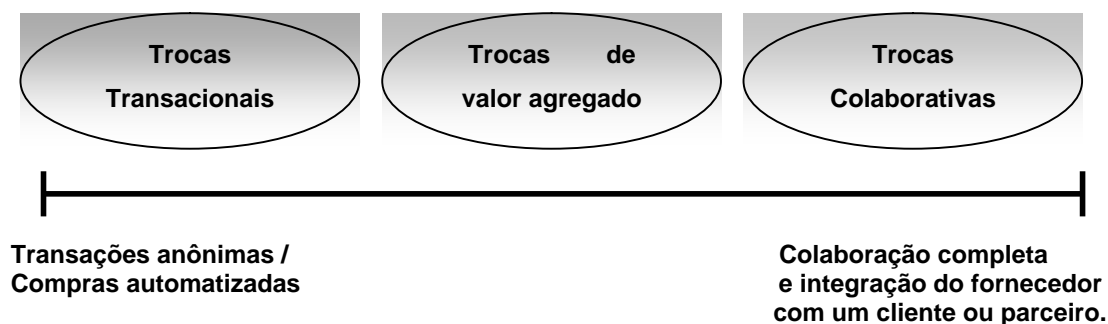 Trocas
Transacionais
Trocas de
valor agregado
Trocas
Colaborativas
Transações anônimas /
Compras automatizadas
Colaboração completa
e integração do fornecedor
com um cliente ou parceiro.